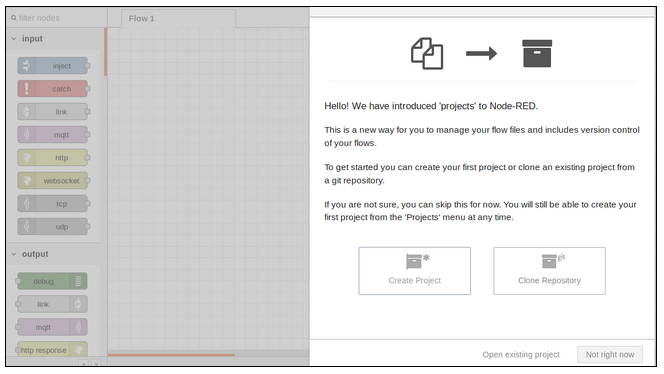 filter nodes
Flow 1
input
inject
catch
link
mqtt
http
websocket
tcp
udp
output
debug
link
mqtt
http response
Hello! We have introduced 'projects' to Node-RED.
This is a new way for you to manage your flow files and includes version control
of your flows.
To get started you can create your first project or clone an existing project from
a git repository.
If you are not sure, you can skip this for now. You will still be able to create your
first project from the 'Projects' menu at any time.
Create Project
git
Clone Repository
Open existing project
Not right now